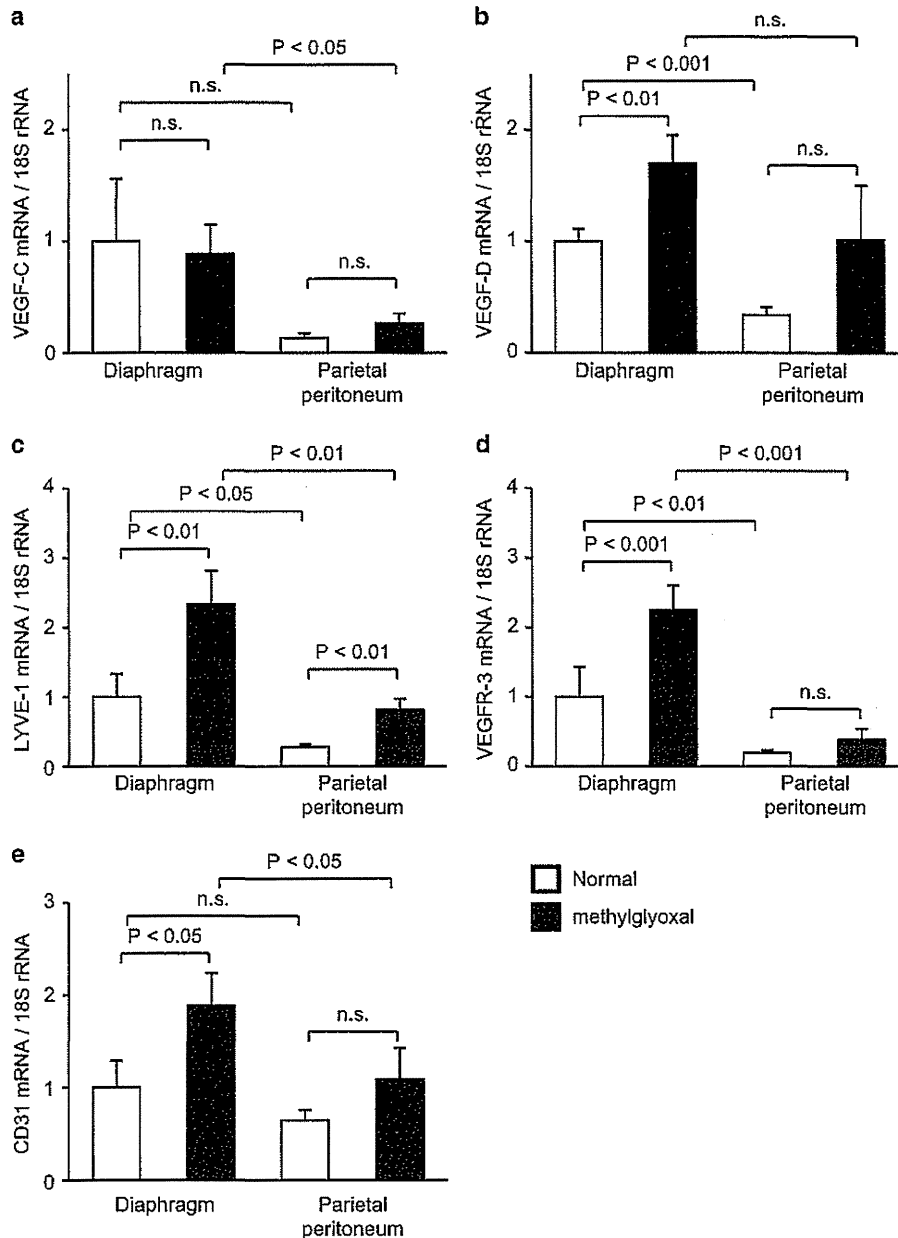 a
P < 0.05
n.s.
n.s.
n.s.
VEGF-C mRNA / 18S rRNA
2
1
0
Diaphragm
Parietal
peritoneum
b
n.s.
P < 0.001
P < 0.01
n.s.
VEGF-D mRNA / 18S rRNA
2
1
0
Diaphragm
Parietal
peritoneum
c
P < 0.01
P < 0.05
P < 0.01
P < 0.01
LYVE-1 mRNA / 18S rRNA
4
3
2
1
0
Diaphragm
Parietal
peritoneum
d
P < 0.001
P < 0.01
P < 0.001
n.s.
VEGFR-3 mRNA / 18S rRNA
4
3
2
1
0
Diaphragm
Parietal
peritoneum
e
P < 0.05
n.s.
P < 0.05
n.s.
CD31 mRNA / 18S rRNA
3
2
1
0
Diaphragm
Parietal
peritoneum
Normal
methylglyoxal